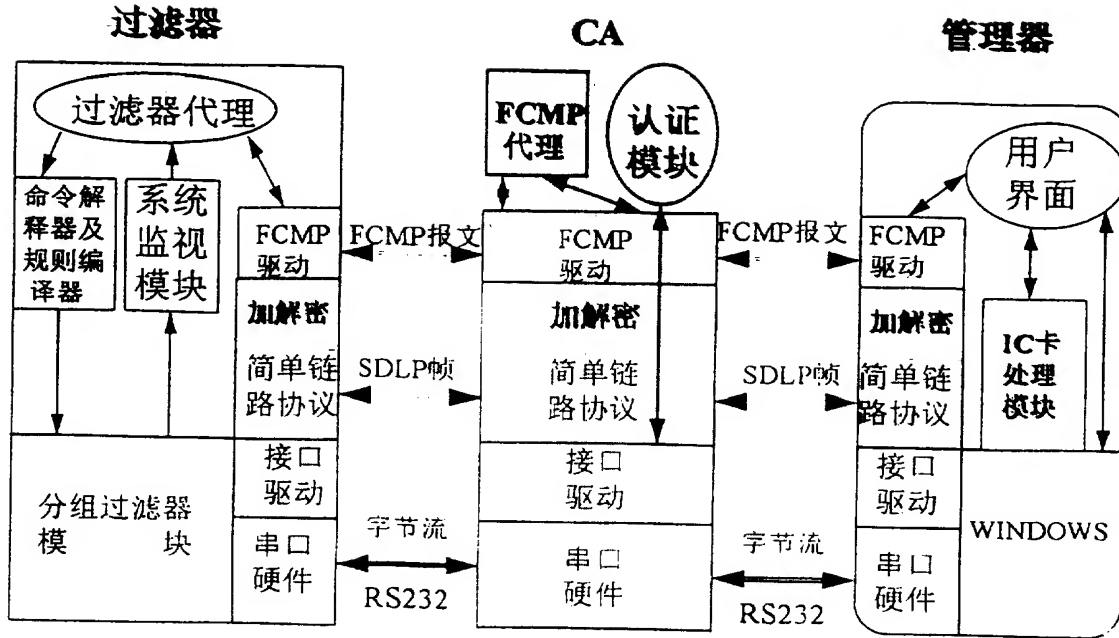 过滤器
CA
管理器
过滤器代理
命令解
释器及
规则编
译器
系统
监视
模块
FCMP
驱动
加解密
简单链
路协议
接口
驱动
串口
硬件
分组过滤器
模 块
FCMP报文
SDLP帧
字节流
RS232
FCMP
代理
认证
模块
FCMP
驱动
加解密
简单链
路协议
接口
驱动
串口
硬件
FCMP报文
SDLP帧
字节流
RS232
用户
界面
FCMP
驱动
加解密
简单链
路协议
接口
驱动
串口
硬件
IC卡
处理
模块
WINDOWS